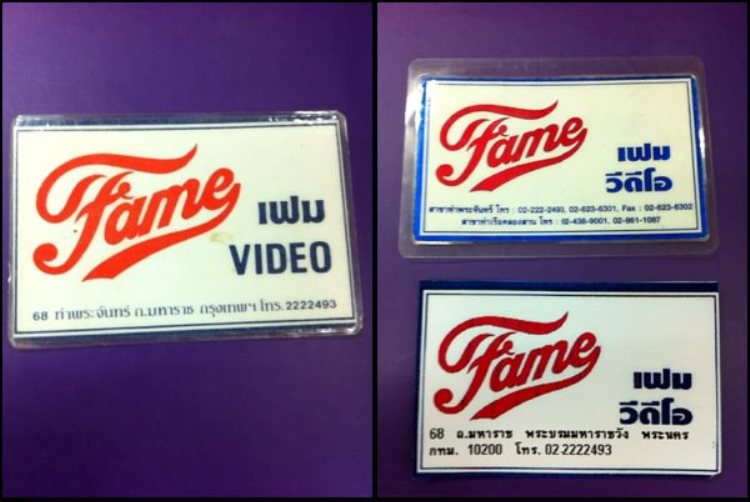 Fame
เฟม
VIDEO
68 ท่าพระจันทร์ ถ.มหาราช กรุงเทพฯ โทร. 2222493
Fame
เฟม
วีดีโอ
สาขาท่าพระจันทร์ โทร : 02-222-2493, 02-623-6301, Fax : 02-623-6302
สาขาท่าเรือคลองสาน โทร : 02-438-9001, 02-861-1087
Fame
เฟม
วีดีโอ
68 ถ.มหาราช พระบรมมหาราชวัง พระนคร
กทม. 10200 โทร. 02-2222493